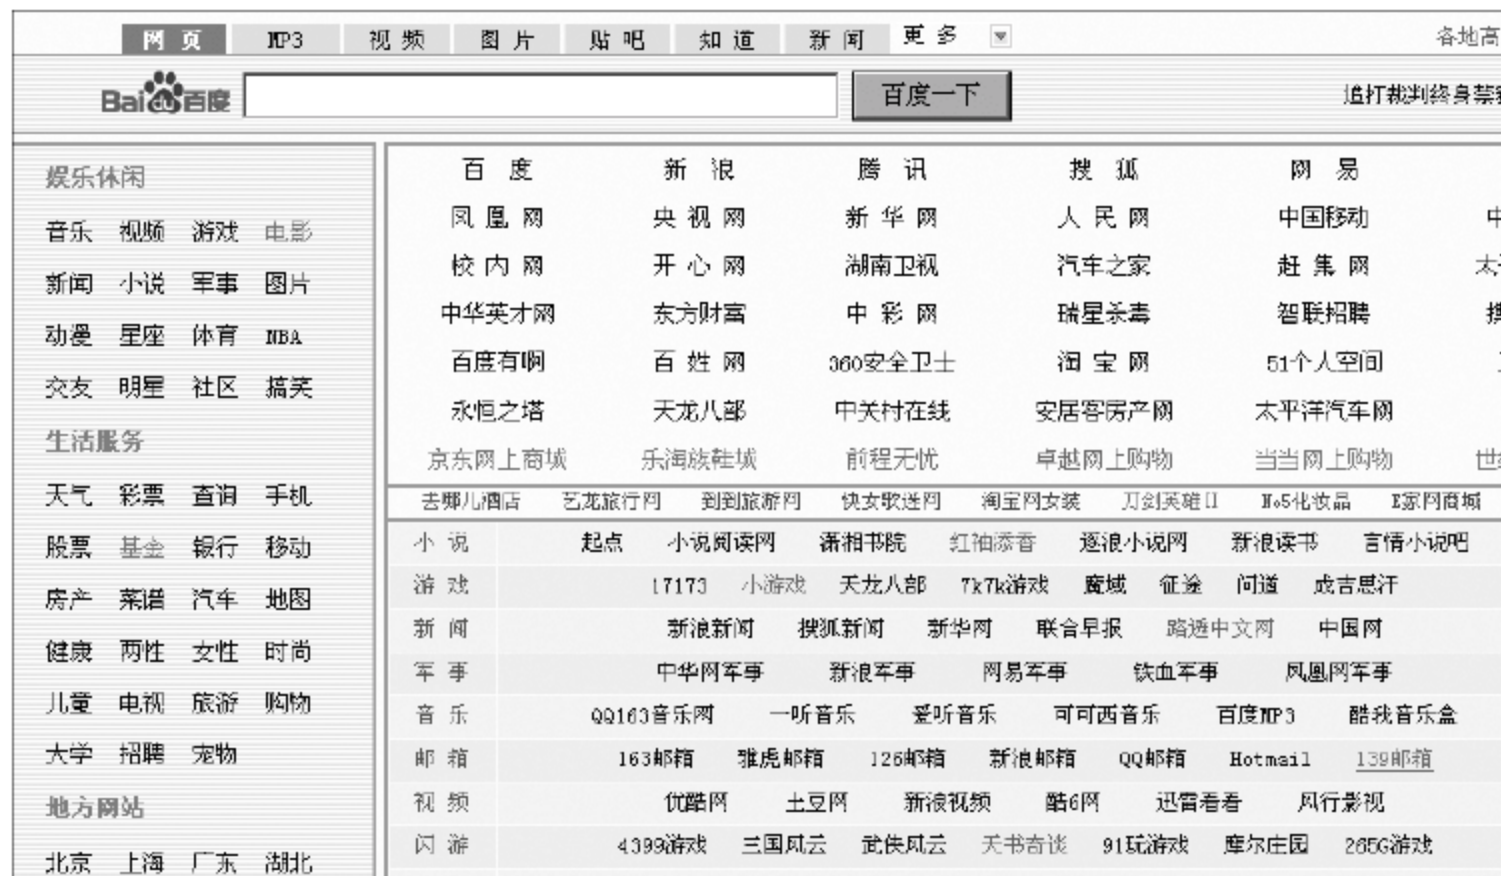 网页 MP3 视频 图片 贴吧 知道 新闻 更多 各地高
Baidu百度 百度一下 追打裁判终身禁
娱乐休闲
音乐 视频 游戏 电影
新闻 小说 军事 图片
动漫 星座 体育 NBA
交友 明星 社区 搞笑
生活服务
天气 彩票 查询 手机
股票 基金 银行 移动
房产 菜谱 汽车 地图
健康 两性 女性 时尚
儿童 电视 旅游 购物
大学 招聘 宠物
地方网站
北京 上海 广东 湖北
百度 新浪 腾讯 搜狐 网易
凤凰网 央视网 新华网 人民网 中国移动 中
校内网 开心网 湖南卫视 汽车之家 赶集网 太
中华英才网 东方财富 中彩网 瑞星杀毒 智联招聘
百度有啊 百姓网 360安全卫士 淘宝网 51个人空间
永恒之塔 天龙八部 中关村在线 安居客房产网 太平洋汽车网
京东网上商城 乐淘族鞋城 前程无忧 卓越网上购物 当当网上购物 世
去哪儿酒店 艺龙旅行网 到到旅游网 快女歌迷网 淘宝网女装 刀剑英雄II No5化妆品 E家网商城
小说 起点 小说阅读网 潇湘书院 红袖添香 逐浪小说网 新浪读书 言情小说吧
游戏 17173 小游戏 天龙八部 7k7k游戏 魔域 征途 问道 成吉思汗
新闻 新浪新闻 搜狐新闻 新华网 联合早报 路透中文网 中国网
军事 中华网军事 新浪军事 网易军事 铁血军事 凤凰网军事
音乐 QQ163音乐网 一听音乐 爱听音乐 可可西音乐 百度MP3 酷我音乐盒
邮箱 163邮箱 雅虎邮箱 126邮箱 新浪邮箱 QQ邮箱 Hotmail 139邮箱
视频 优酷网 土豆网 新浪视频 酷6网 迅雷看看 风行影视
闪游 4399游戏 三国风云 武侠风云 天书奇谈 91玩游戏 摩尔庄园 265G游戏